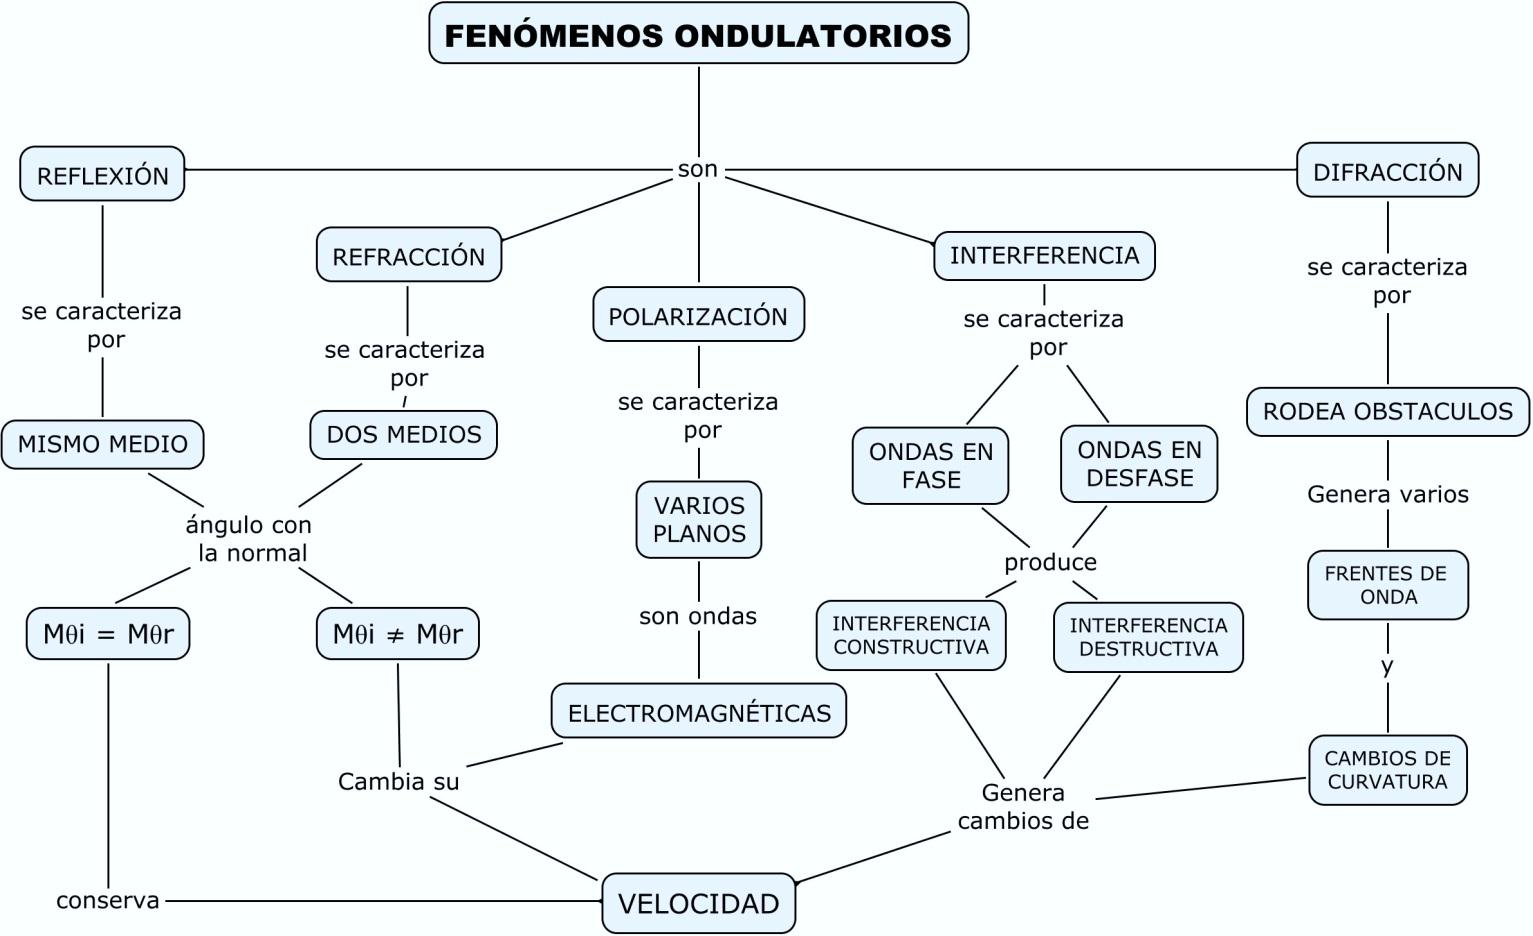 FENÓMENOS ONDULATORIOS
son
REFLEXIÓN
DIFRACCIÓN
REFRACCIÓN
INTERFERENCIA
POLARIZACIÓN
se caracteriza
por
se caracteriza
por
se caracteriza
por
se caracteriza
por
se caracteriza
por
MISMO MEDIO
DOS MEDIOS
VARIOS
PLANOS
ONDAS EN
FASE
ONDAS EN
DESFASE
RODEA OBSTACULOS
ángulo con
la normal
produce
Genera varios
Mθi = Mθr
Mθi ≠ Mθr
son ondas
INTERFERENCIA
CONSTRUCTIVA
INTERFERENCIA
DESTRUCTIVA
FRENTES DE
ONDA
y
ELECTROMAGNÉTICAS
CAMBIOS DE
CURVATURA
Cambia su
Genera
cambios de
conserva
VELOCIDAD